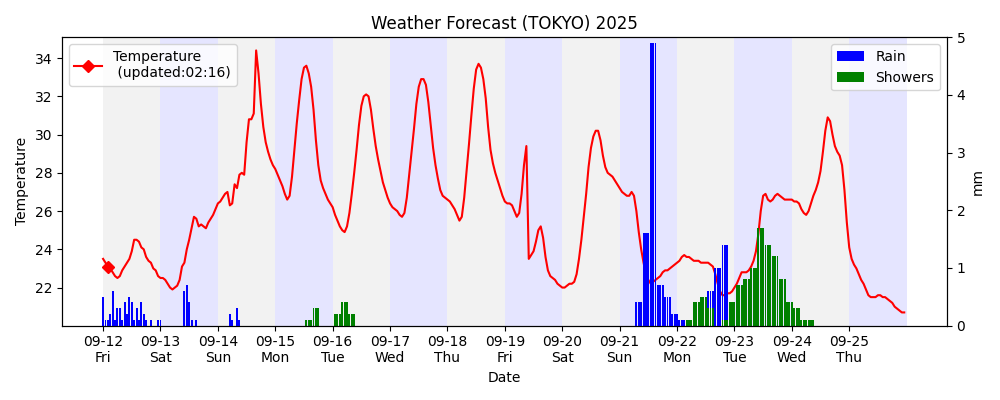 Weather Forecast (TOKYO) 2025
Temperature
(updated:02:16)
Rain
Showers
Temperature
34
32
30
28
26
24
22
5
4
3
2
1
0
mm
09-12 09-13 09-14 09-15 09-16 09-17 09-18 09-19 09-20 09-21 09-22 09-23 09-24 09-25
Fri Sat Sun Mon Tue Wed Thu Fri Sat Sun Mon Tue Wed Thu
Date